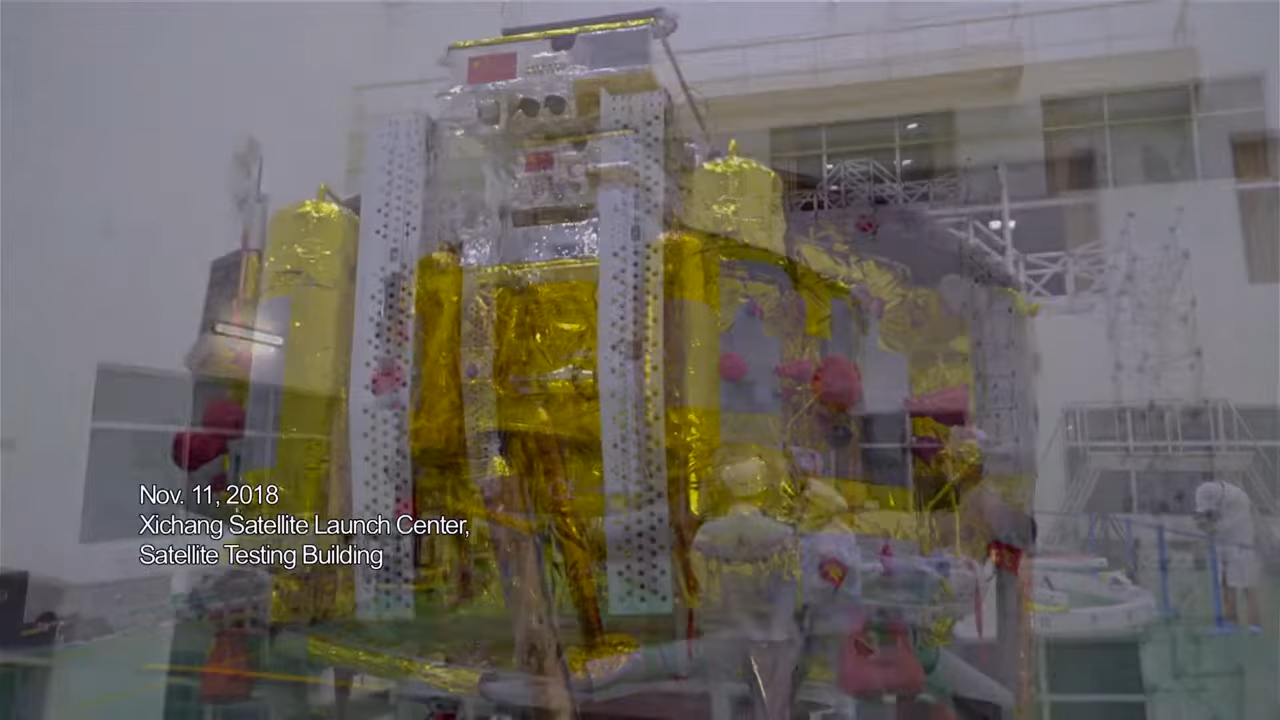 Nov. 11, 2018
Xichang Satellite Launch Center,
Satellite Testing Building